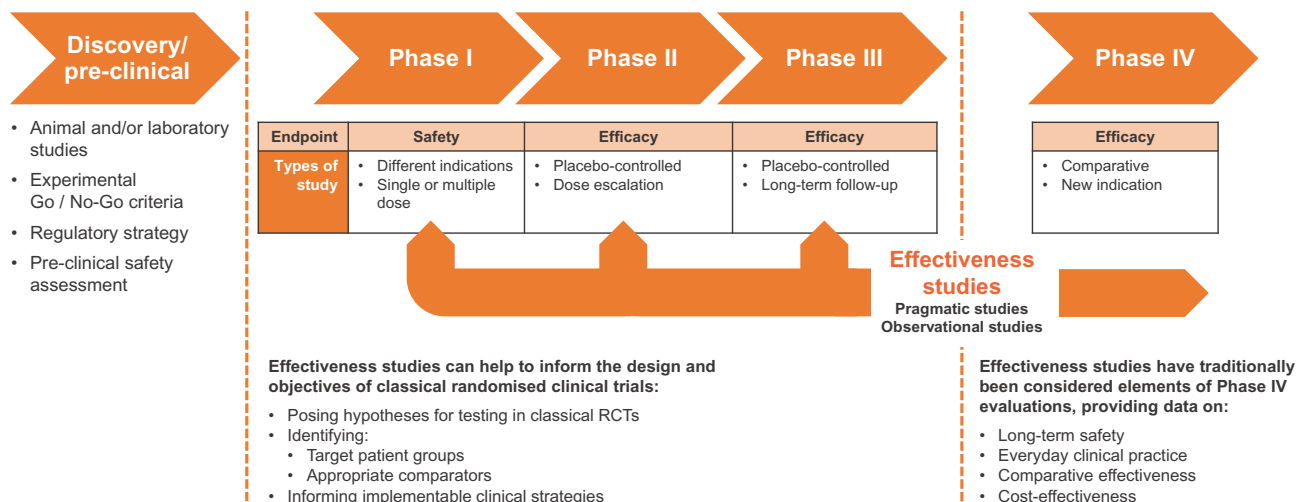 Discovery/
pre-clinical
Phase I
Phase II
Phase III
Phase IV
• Animal and/or laboratory
studies
• Experimental
Go / No-Go criteria
• Regulatory strategy
• Pre-clinical safety
assessment
Endpoint
Safety
Efficacy
Efficacy
Types of
study
• Different indications
• Single or multiple
dose
• Placebo-controlled
• Dose escalation
• Placebo-controlled
• Long-term follow-up
Efficacy
• Comparative
• New indication
Effectiveness
studies
Pragmatic studies
Observational studies
Effectiveness studies can help to inform the design and
objectives of classical randomised clinical trials:
• Posing hypotheses for testing in classical RCTs
• Identifying:
• Target patient groups
• Appropriate comparators
• Informing implementable clinical strategies
Effectiveness studies have traditionally
been considered elements of Phase IV
evaluations, providing data on:
• Long-term safety
• Everyday clinical practice
• Comparative effectiveness
• Cost-effectiveness